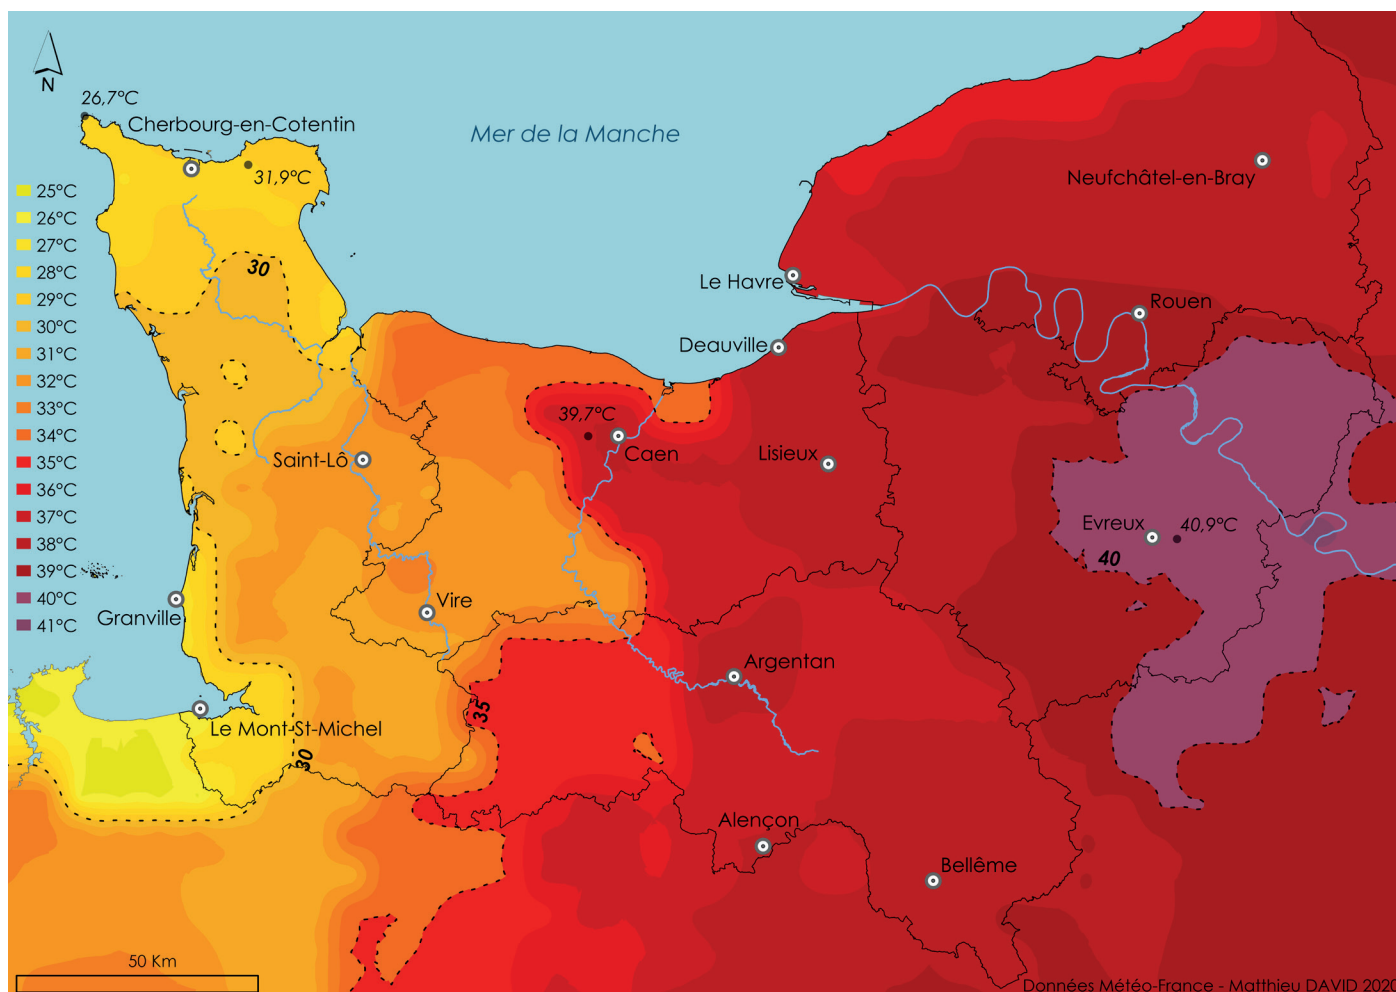 N
26,7°C
Cherbourg-en-Cotentin
31,9°C
Mer de la Manche
Neufchâtel-en-Bray
25°C
26°C
27°C
28°C
29°C
30°C
31°C
32°C
33°C
34°C
35°C
36°C
37°C
38°C
39°C
40°C
41°C
30
Le Havre
Rouen
Deauville
39,7°C
Caen
Lisieux
Saint-Lô
Evreux
40,9°C
40
Granville
Vire
Argentan
35
Le Mont-St-Michel
30
Alençon
Bellême
50 Km
Données Météo-France - Matthieu DAVID 2020